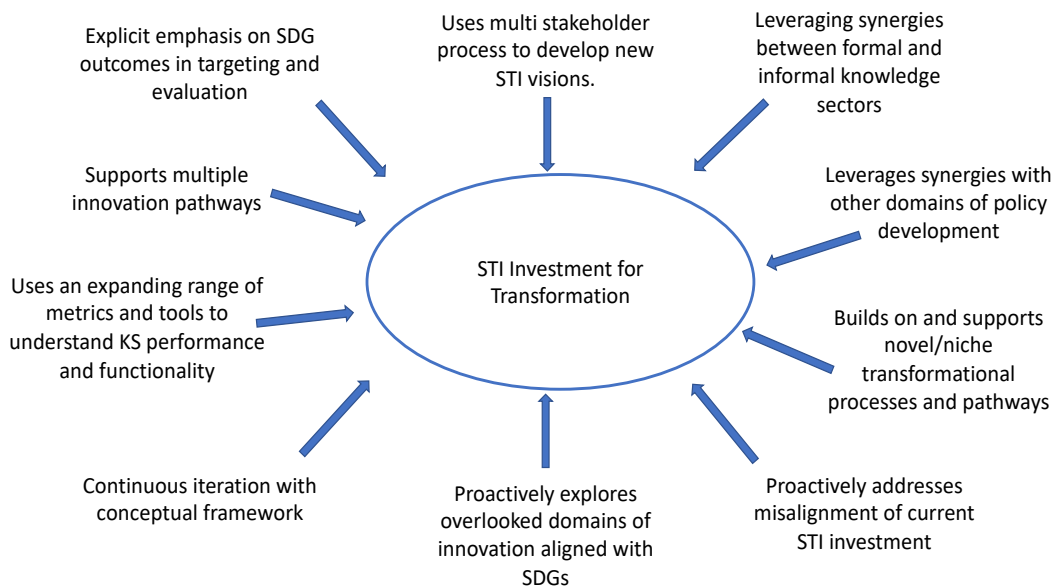 Explicit emphasis on SDG
outcomes in targeting and
evaluation
Uses multi stakeholder
process to develop new
STI visions.
Leveraging synergies
between formal and
informal knowledge
sectors
Supports multiple
innovation pathways
Leverages synergies with
other domains of policy
development
STI Investment for
Transformation
Uses an expanding range of
metrics and tools to
understand KS performance
and functionality
Builds on and supports
novel/niche
transformational
processes and pathways
Continuous iteration with
conceptual framework
Proactively explores
overlooked domains of
innovation aligned with
SDGs
Proactively addresses
misalignment of current
STI investment